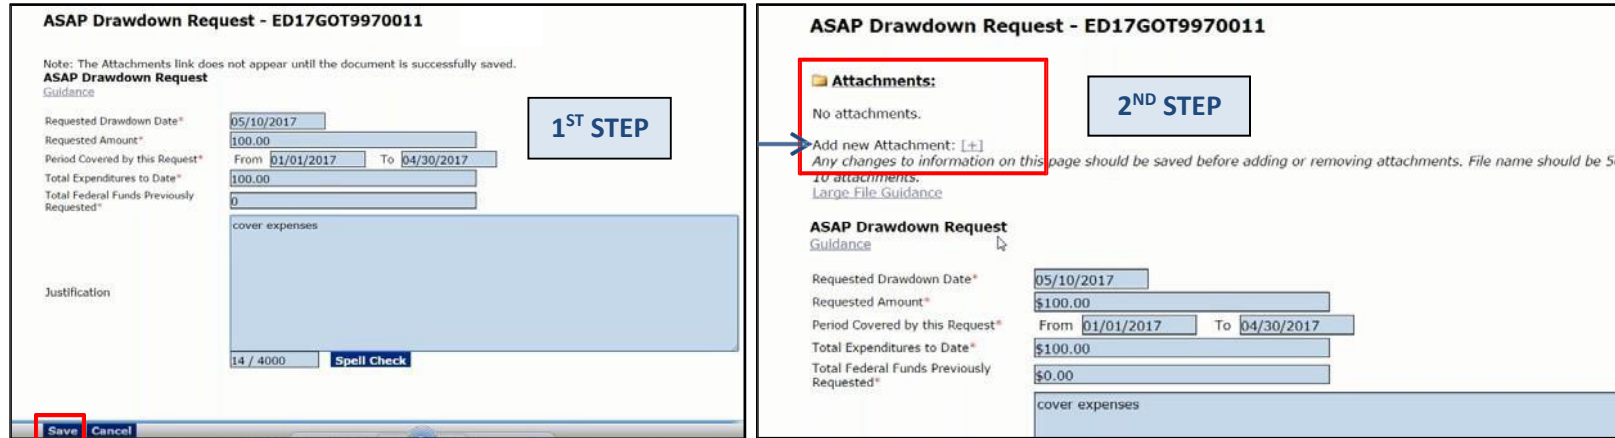 ASAP Drawdown Request - ED17GOT9970011
Note: The Attachments link does not appear until the document is successfully saved.
ASAP Drawdown Request
Guidance
Requested Drawdown Date* 05/10/2017
Requested Amount* 100.00
Period Covered by this Request* From 01/01/2017 To 04/30/2017
Total Expenditures to Date* 100.00
Total Federal Funds Previously
Requested* 0
cover expenses
Justification
14 / 4000 Spell Check
Save Cancel
1ST STEP
ASAP Drawdown Request - ED17GOT9970011
Attachments:
No attachments.
2ND STEP
Add new Attachment: [+]
Any changes to information on this page should be saved before adding or removing attachments. File name should be
10 attachments.
Large File Guidance
ASAP Drawdown Request
Guidance
Requested Drawdown Date* 05/10/2017
Requested Amount* $100.00
Period Covered by this Request* From 01/01/2017 To 04/30/2017
Total Expenditures to Date* $100.00
Total Federal Funds Previously
Requested* $0.00
cover expenses